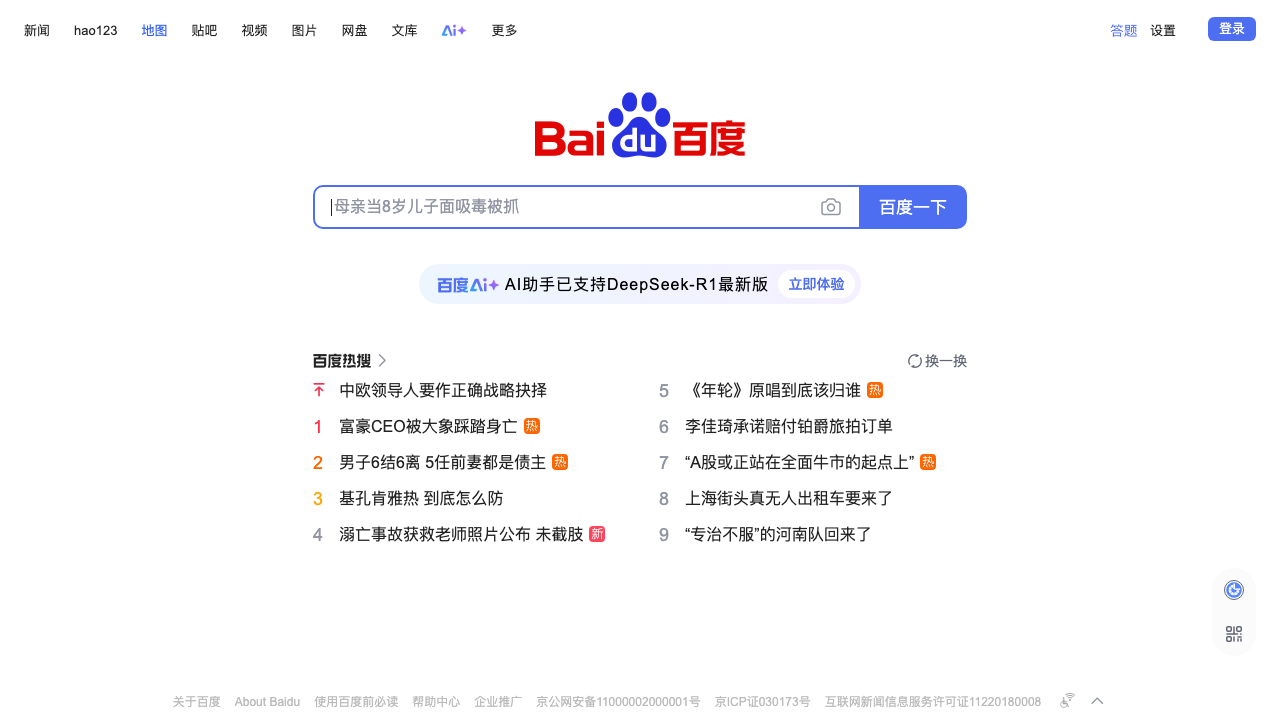 新闻 hao123 地图 贴吧 视频 图片 网盘 文库 Ai+ 更多 答题 设置 登录
Bai du 百度
母亲当8岁儿子面吸毒被抓 百度一下
百度Ai+ AI助手已支持DeepSeek-R1最新版 立即体验
百度热搜 换一换
中欧领导人要作正确战略抉择
1 富豪CEO被大象踩踏身亡 热
2 男子6结6离 5任前妻都是债主 热
3 基孔肯雅热 到底怎么防
4 溺亡事故获救老师照片公布 未截肢 新
5 《年轮》原唱到底该归谁 热
6 李佳琦承诺赔付铂爵旅拍订单
7 “A股或正站在全面牛市的起点上” 热
8 上海街头真无人出租车要来了
9 “专治不服”的河南队回来了
关于百度 About Baidu 使用百度前必读 帮助中心 企业推广 京公网安备11000002000001号 京ICP证030173号 互联网新闻信息服务许可证11220180008